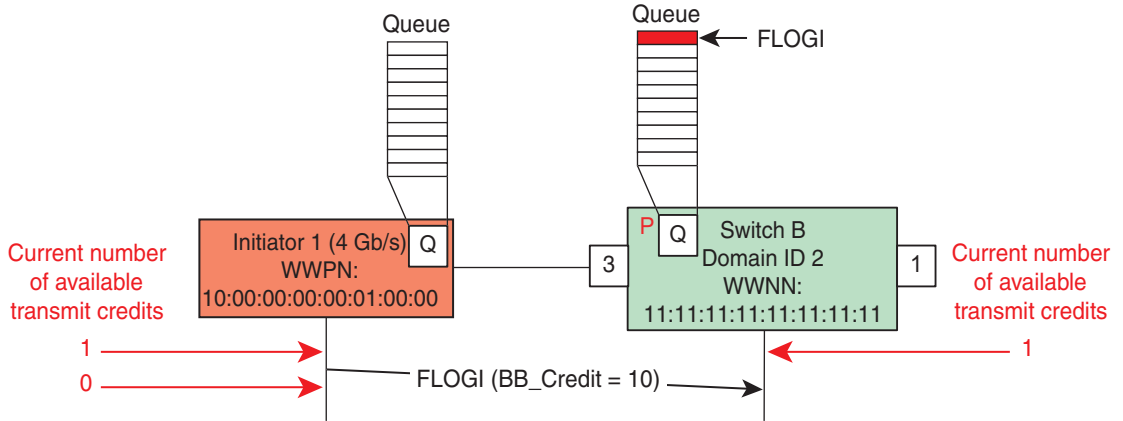 Queue
Queue
FLOGI
Current number
of available
transmit credits
Initiator 1 (4 Gb/s)
WWPN:
10:00:00:00:00:01:00:00
Q
P
Q
3
Switch B
Domain ID 2
WWNN:
11:11:11:11:11:11:11:11
1
Current number
of available
transmit credits
1
1
0
FLOGI (BB_Credit = 10)